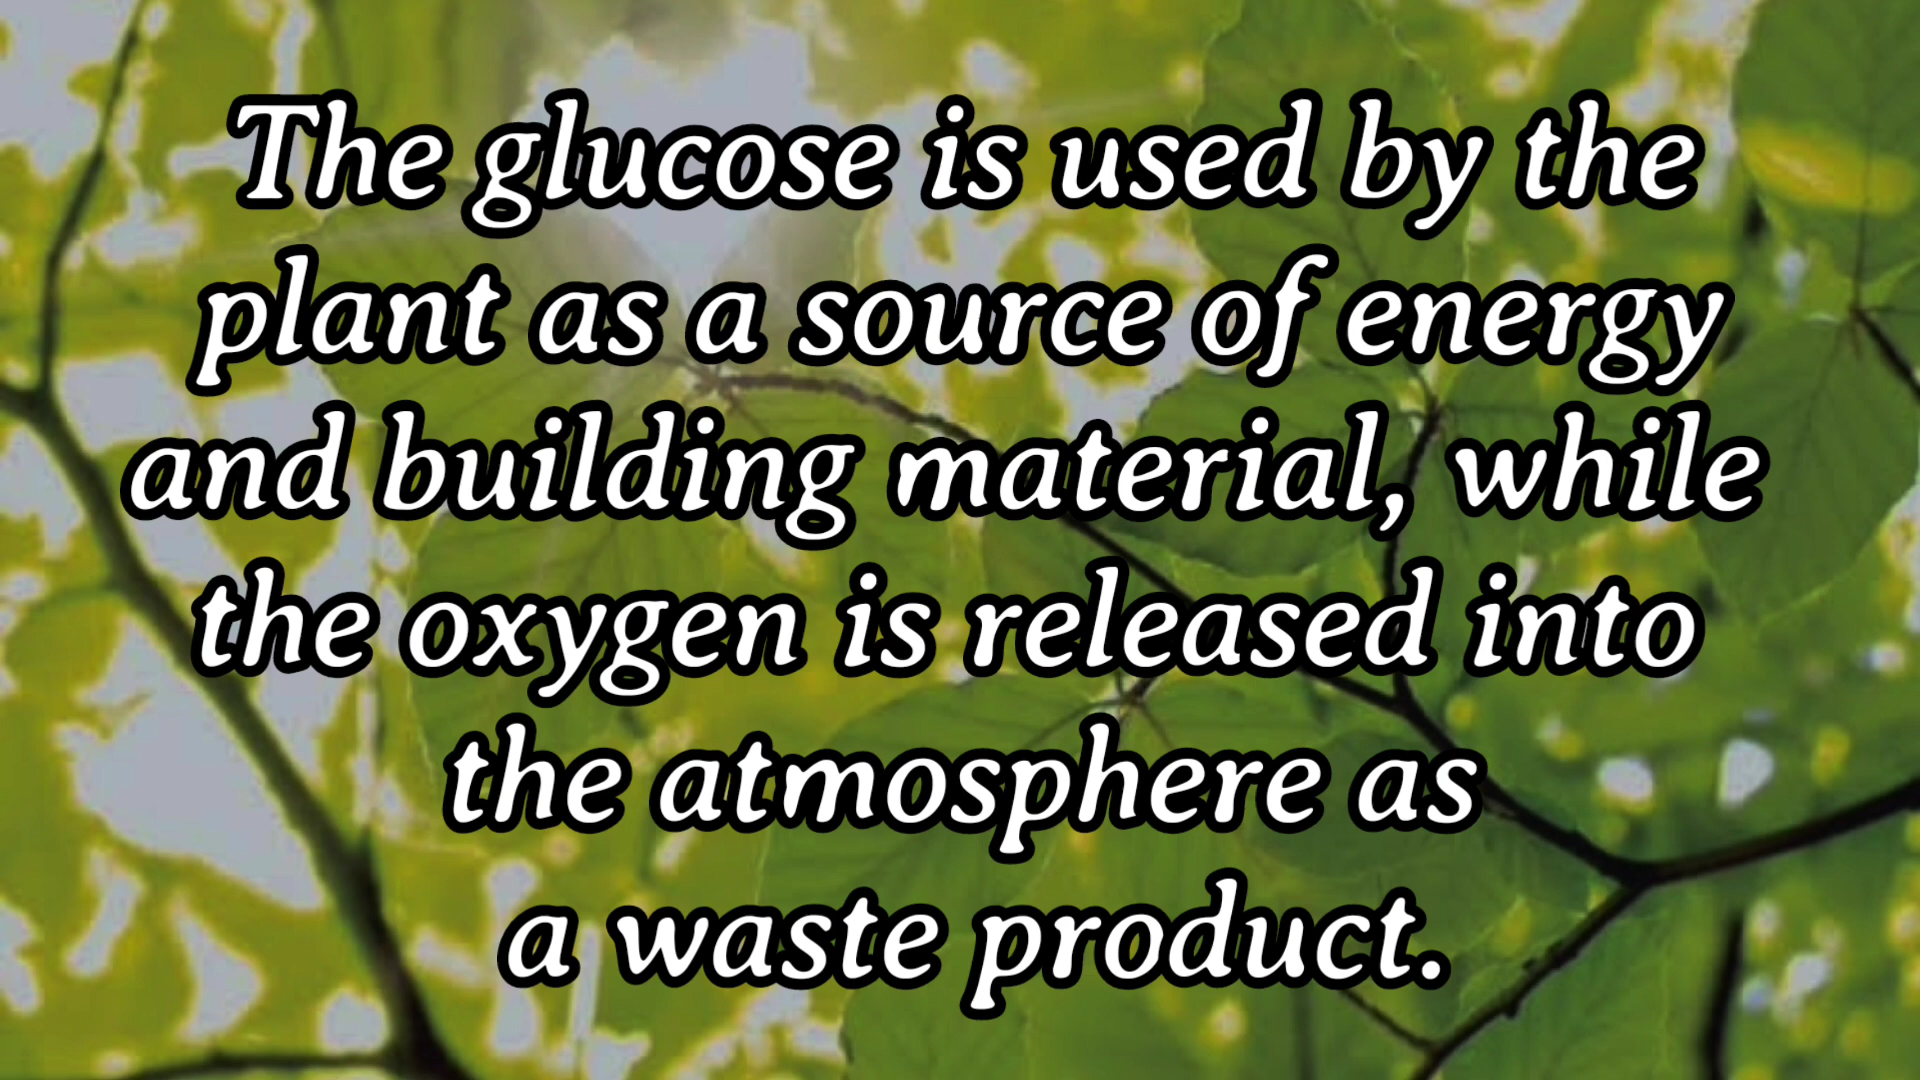 The glucose is used by the
plant as a source of energy
and building material, while
the oxygen is released into
the atmosphere as
a waste product.